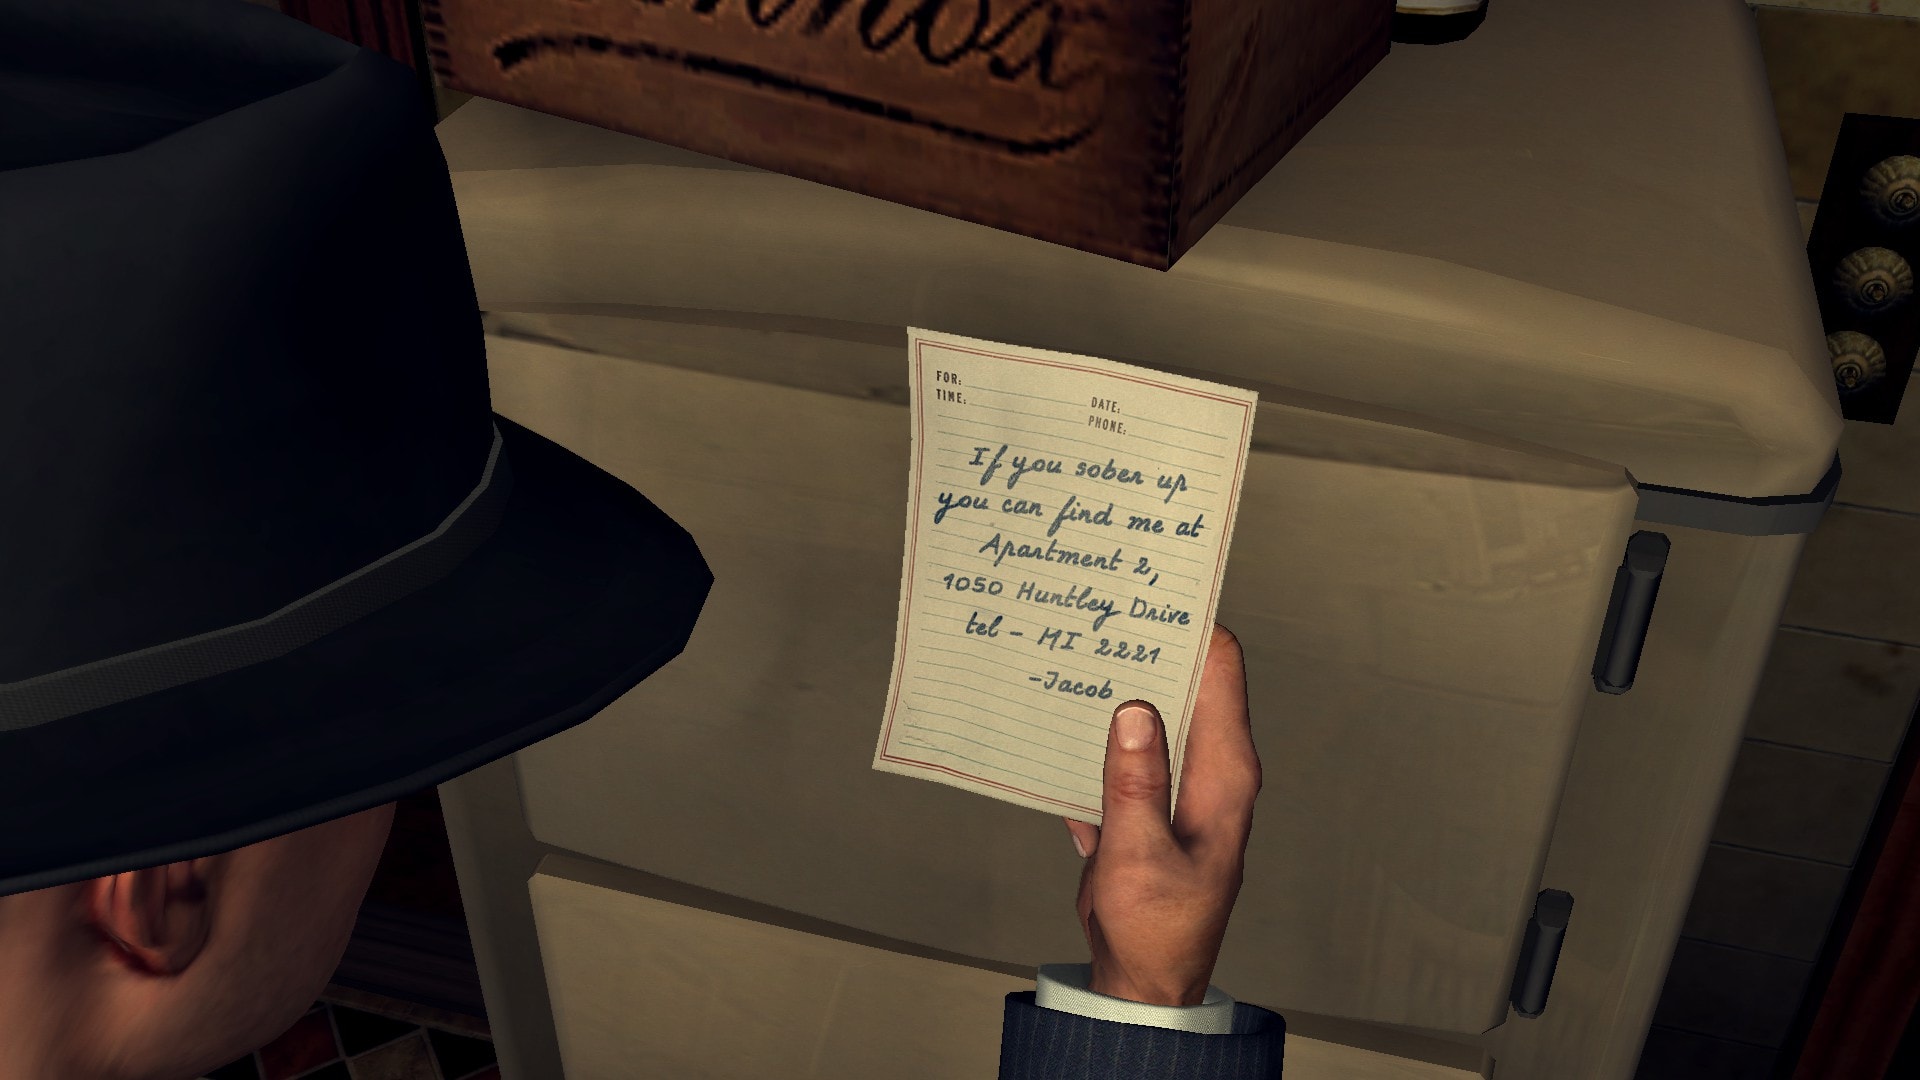 FOR:
TIME:
DATE:
PHONE:
If you sober up
you can find me at
Apartment 2,
1050 Huntley Drive
tel - MI 2221
-Jacob